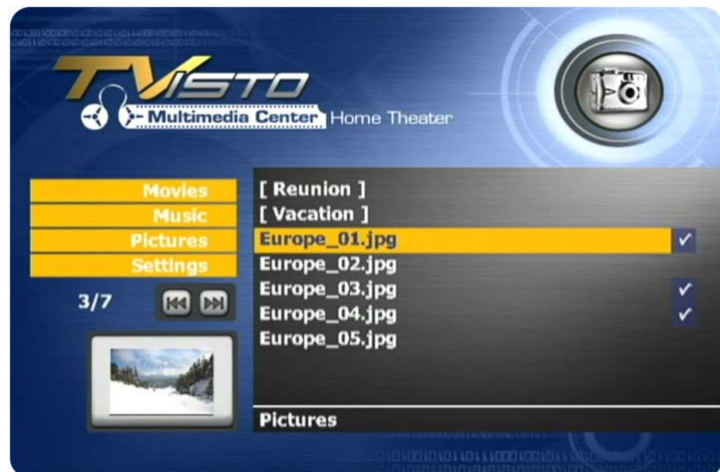 TVISTO
Multimedia Center Home Theater
Movies
Music
Pictures
Settings
3/7
[ Reunion ]
[ Vacation ]
Europe_01.jpg
Europe_02.jpg
Europe_03.jpg
Europe_04.jpg
Europe_05.jpg
Pictures